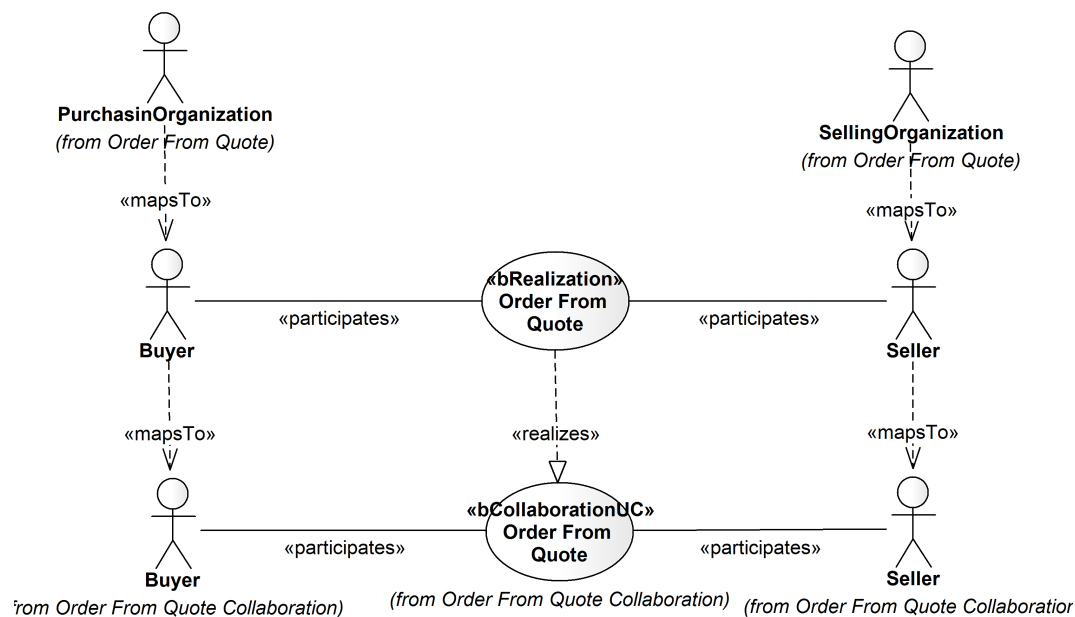 PurchasinOrganization
(from Order From Quote)
SellingOrganization
(from Order From Quote)
«mapsTo»
«mapsTo»
«bRealization»
Order From
Quote
«participates»
«participates»
Buyer
Seller
«mapsTo»
«realizes»
«mapsTo»
«bCollaborationUC»
Order From
Quote
«participates»
«participates»
Buyer
Seller
from Order From Quote Collaboration)
(from Order From Quote Collaboration)
(from Order From Quote Collaboration